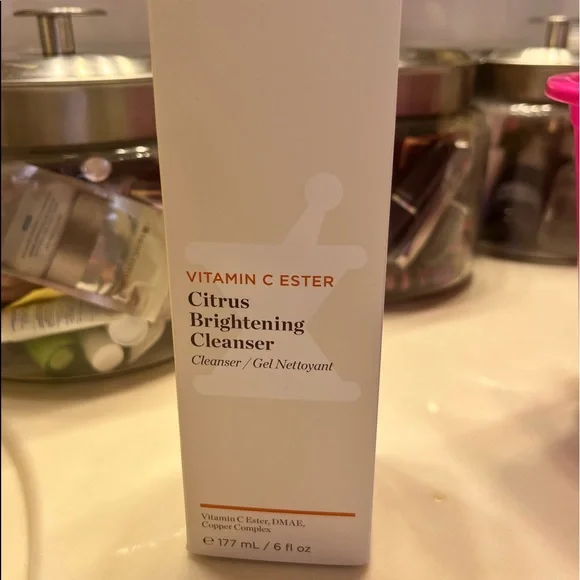 VITAMIN C ESTER
Citrus
Brightening
Cleanser
Cleanser / Gel Nettoyant
Vitamin C Ester, DMAE,
Copper Complex
℮ 177 mL / 6 fl oz